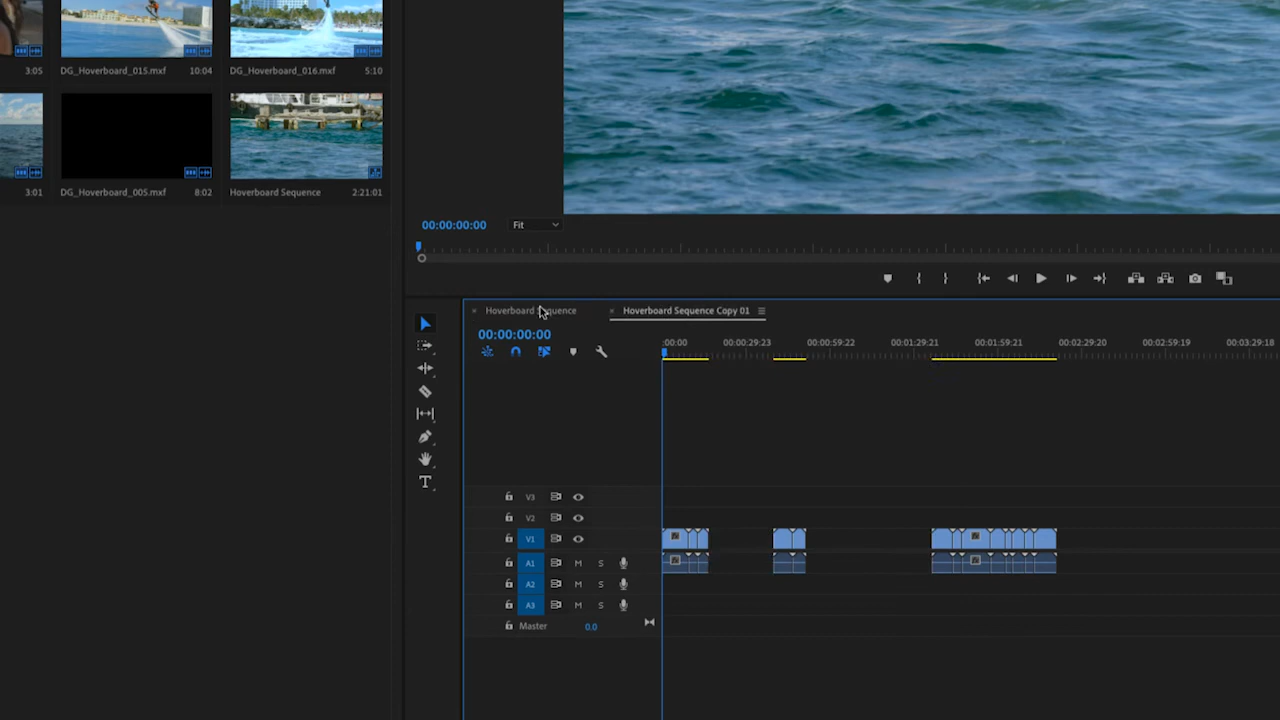 3:05
DG_Hoverboard_015.mxf 10:04
DG_Hoverboard_016.mxf 5:10
3:01
DG_Hoverboard_005.mxf 8:02
Hoverboard Sequence 2:21:01
00:00:00:00 Fit
Hoverboard Sequence
Hoverboard Sequence Copy 01
00:00:00:00
:00:00 00:00:29:23 00:00:59:22 00:01:29:21 00:01:59:21 00:02:29:20 00:02:59:19 00:03:29:18
T
V3
V2
V1
A1 M S
A2 M S
A3 M S
Master 0.0